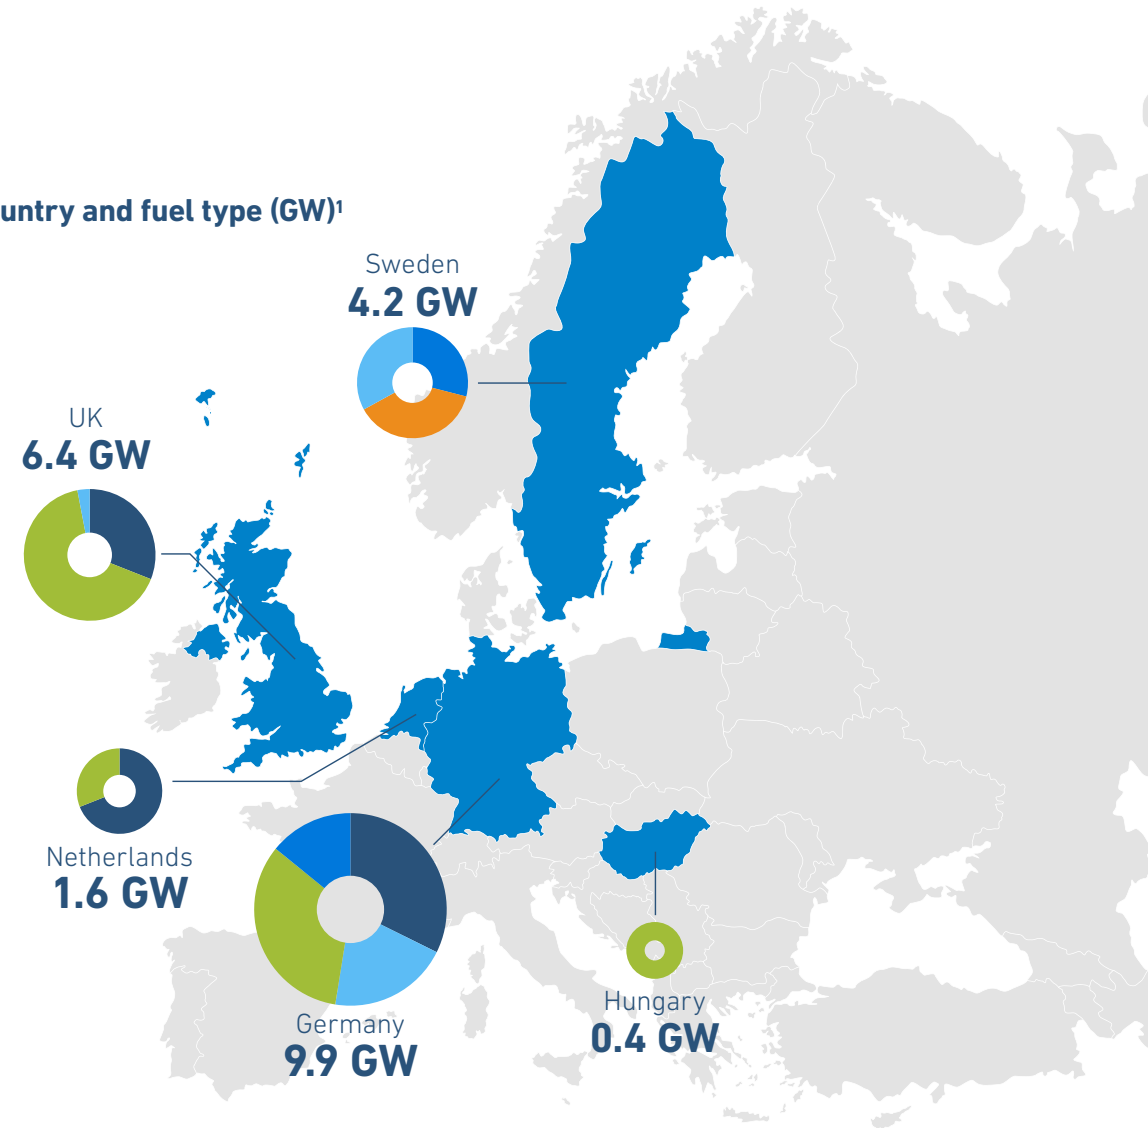 untry and fuel type (GW)¹
Sweden
4.2 GW
UK
6.4 GW
Netherlands
1.6 GW
Germany
9.9 GW
Hungary
0.4 GW